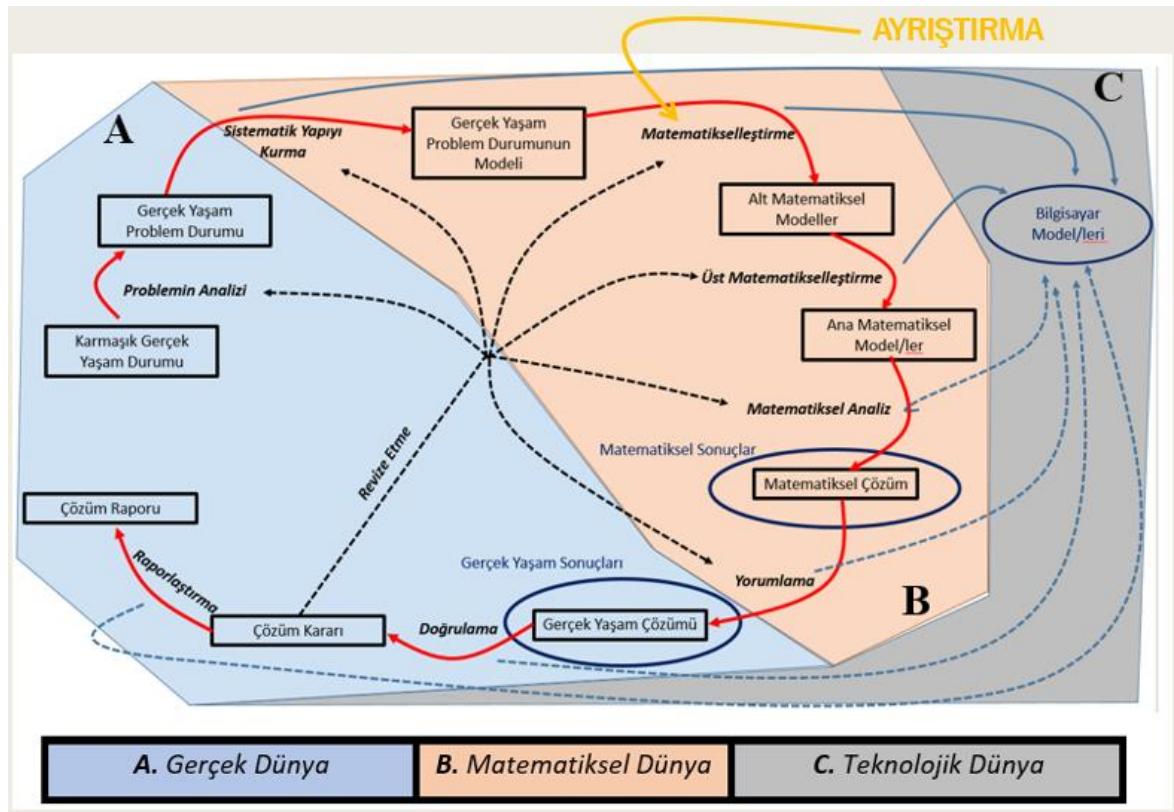 AYRIŞTIRMA
A
C
Sistematik Yapıyı
Kurma
Gerçek Yaşam
Problem Durumunun
Modeli
Matematikselleştirme
Gerçek Yaşam
Problem Durumu
Alt Matematiksel
Modeller
Bilgisayar
Model/leri
Problemin Analizi
Üst Matematikselleştirme
Karmaşık Gerçek
Yaşam Durumu
Ana Matematiksel
Model/ler
Matematiksel Analiz
Matematiksel Sonuçlar
Matematiksel Çözüm
Revize Etme
Çözüm Raporu
Raporlaştırma
Gerçek Yaşam Sonuçları
Yorumlama
B
Çözüm Kararı
Doğrulama
Gerçek Yaşam Çözümü
A. Gerçek Dünya
B. Matematiksel Dünya
C. Teknolojik Dünya